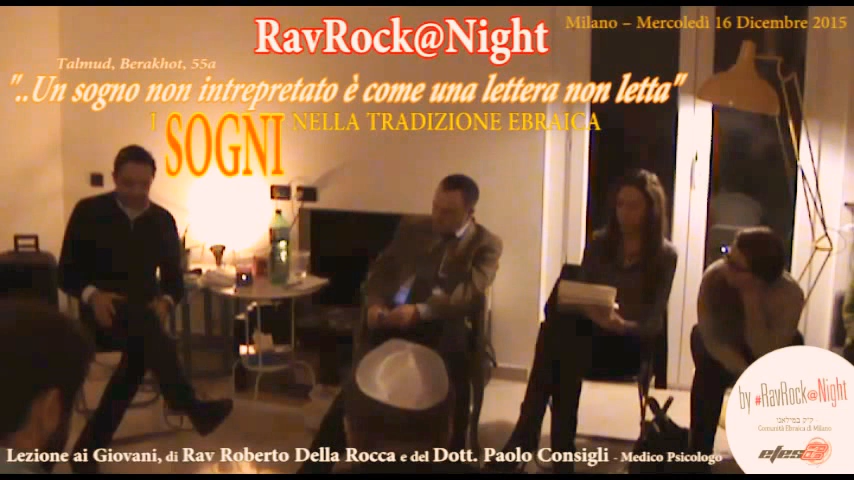 RavRock@Night
Milano – Mercoledì 16 Dicembre 2015
Talmud, Berakhot, 55a
"..Un sogno non intrepretato è come una lettera non letta"
I SOGNI NELLA TRADIZIONE EBRAICA
by #RavRock@Night
Comunità Ebraica di Milano
Lezione ai Giovani, di Rav Roberto Della Rocca e del Dott. Paolo Consigli - Medico Psicologo